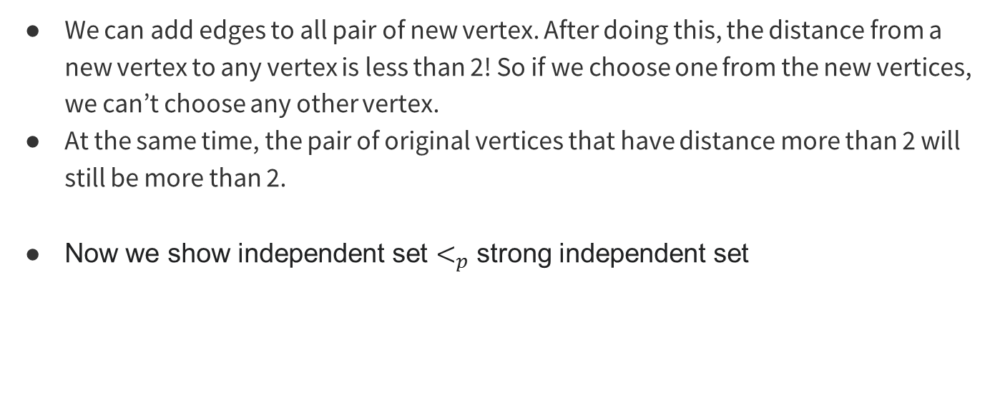 ● We can add edges to all pair of new vertex. After doing this, the distance from a
new vertex to any vertex is less than 2! So if we choose one from the new vertices,
we can’t choose any other vertex.
● At the same time, the pair of original vertices that have distance more than 2 will
still be more than 2.
● Now we show independent set <ₚ strong independent set